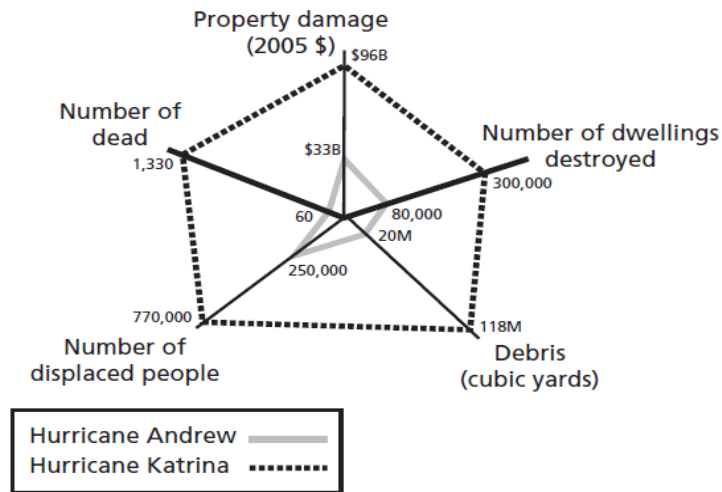 Property damage
(2005 $)
$96B
Number of
dead
1,330
$33B
Number of dwellings
destroyed
300,000
60
80,000
20M
250,000
770,000
118M
Number of
displaced people
Debris
(cubic yards)
Hurricane Andrew
Hurricane Katrina